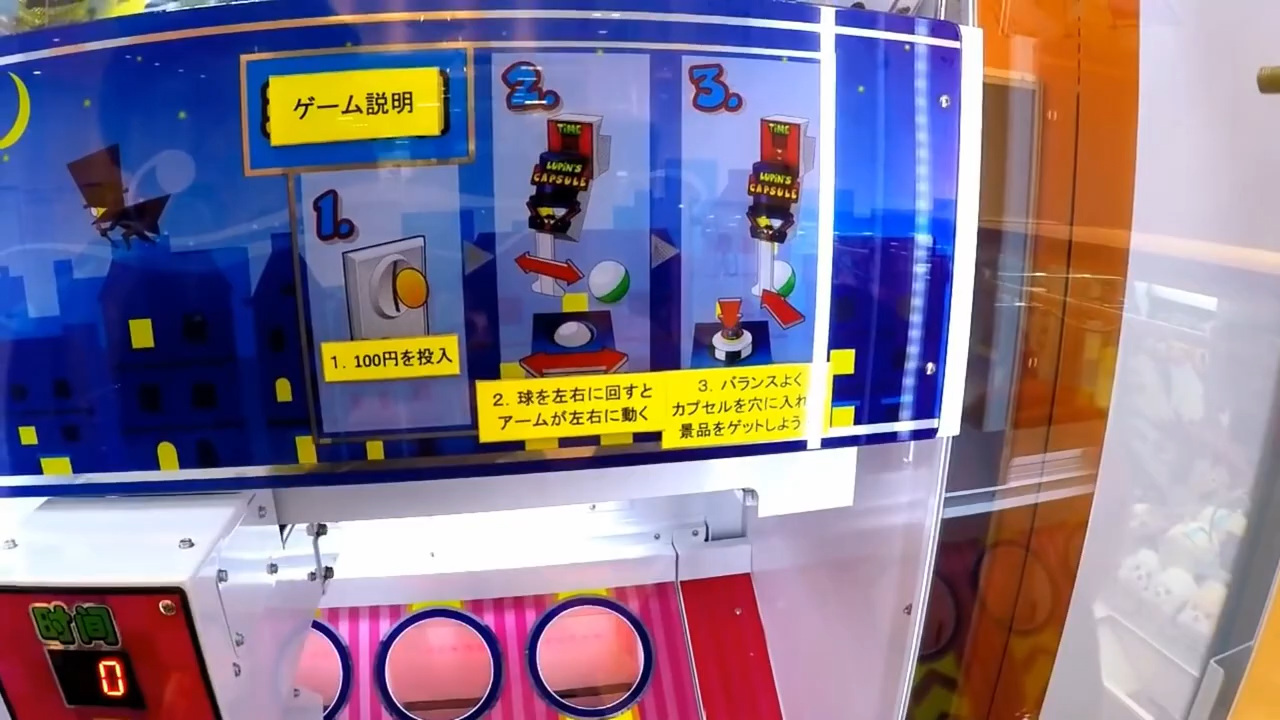 ゲーム説明
1.
1. 100円を投入
2.
TiME
LUPIN'S
CAPSULE
2. 球を左右に回すと
アームが左右に動く
3.
TiME
LUPIN'S
CAPSULE
3. バランスよく
カプセルを穴に入れ
景品をゲットしよう
时间
0